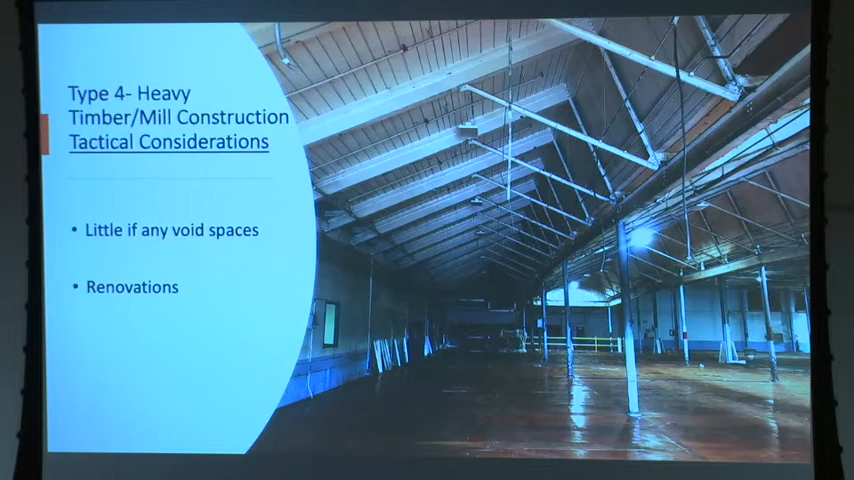 Type 4- Heavy
Timber/Mill Construction
Tactical Considerations
• Little if any void spaces
• Renovations